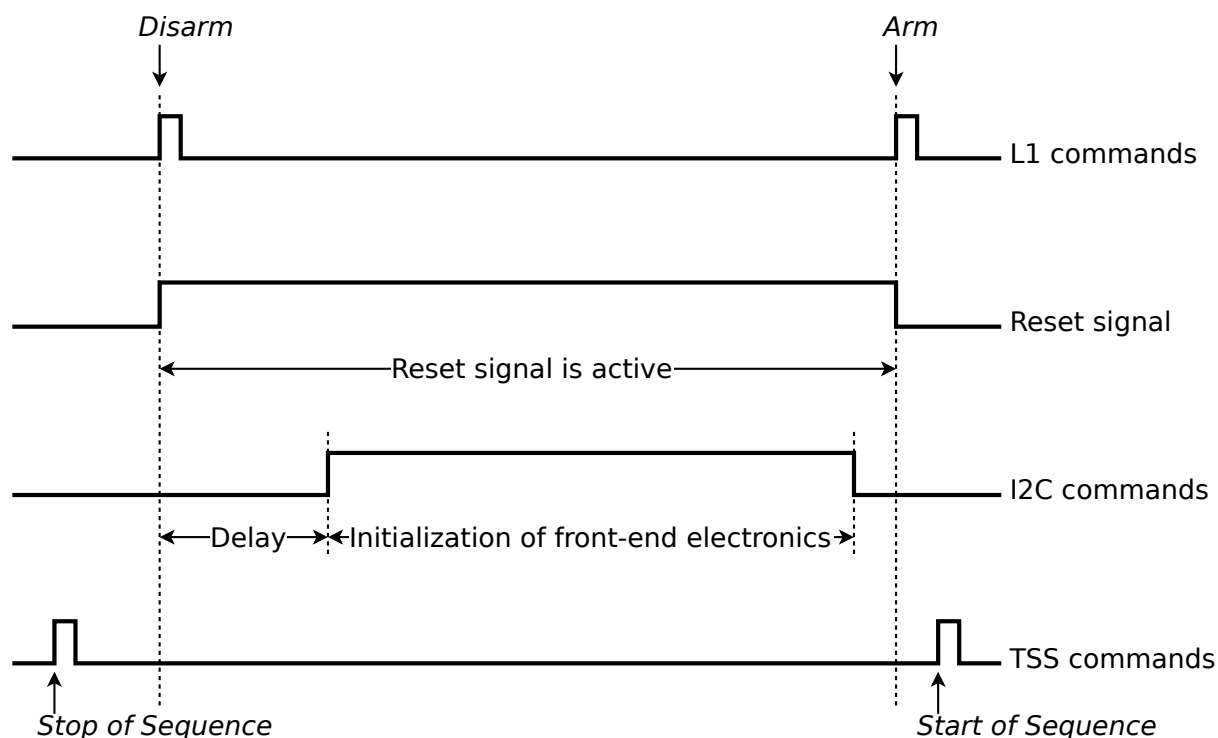 Disarm
Arm
L1 commands
Reset signal
Reset signal is active
I2C commands
Delay
Initialization of front-end electronics
TSS commands
Stop of Sequence
Start of Sequence